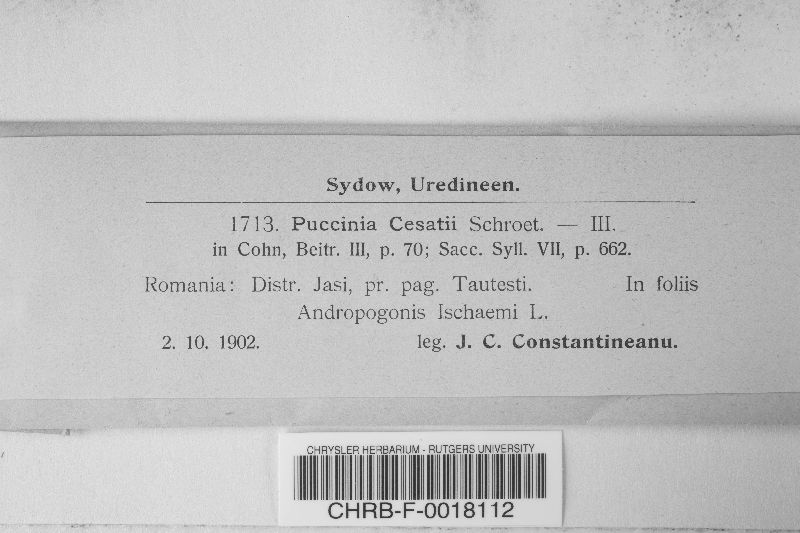 Sydow, Uredineen.
1713. Puccinia Cesatii Schroet. — III.
in Cohn, Beitr. III, p. 70; Sacc. Syll. VII, p. 662.
Romania: Distr. Jasi, pr. pag. Tautesti. In foliis
Andropogonis Ischaemi L.
2. 10. 1902. leg. J. C. Constantineanu.
CHRYSLER HERBARIUM - RUTGERS UNIVERSITY
CHRB-F-0018112